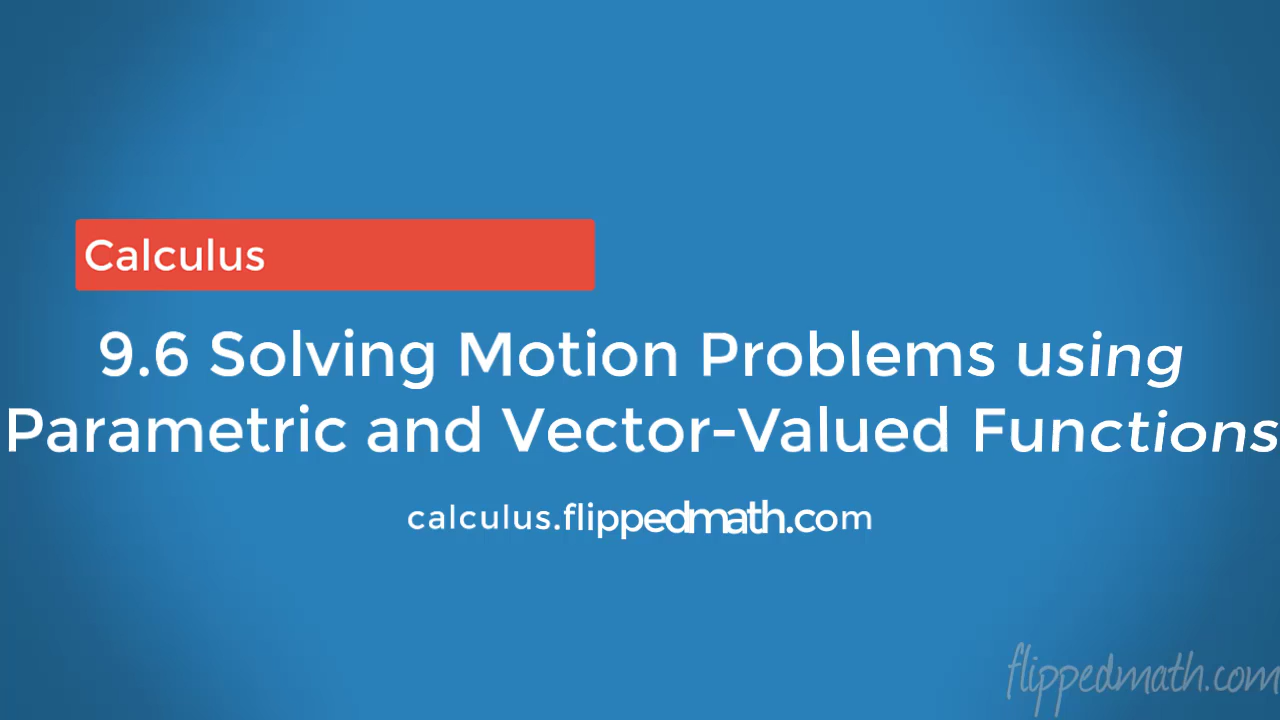 Calculus
9.6 Solving Motion Problems using
Parametric and Vector-Valued Functions
calculus.flippedmath.com
flippedmath.com